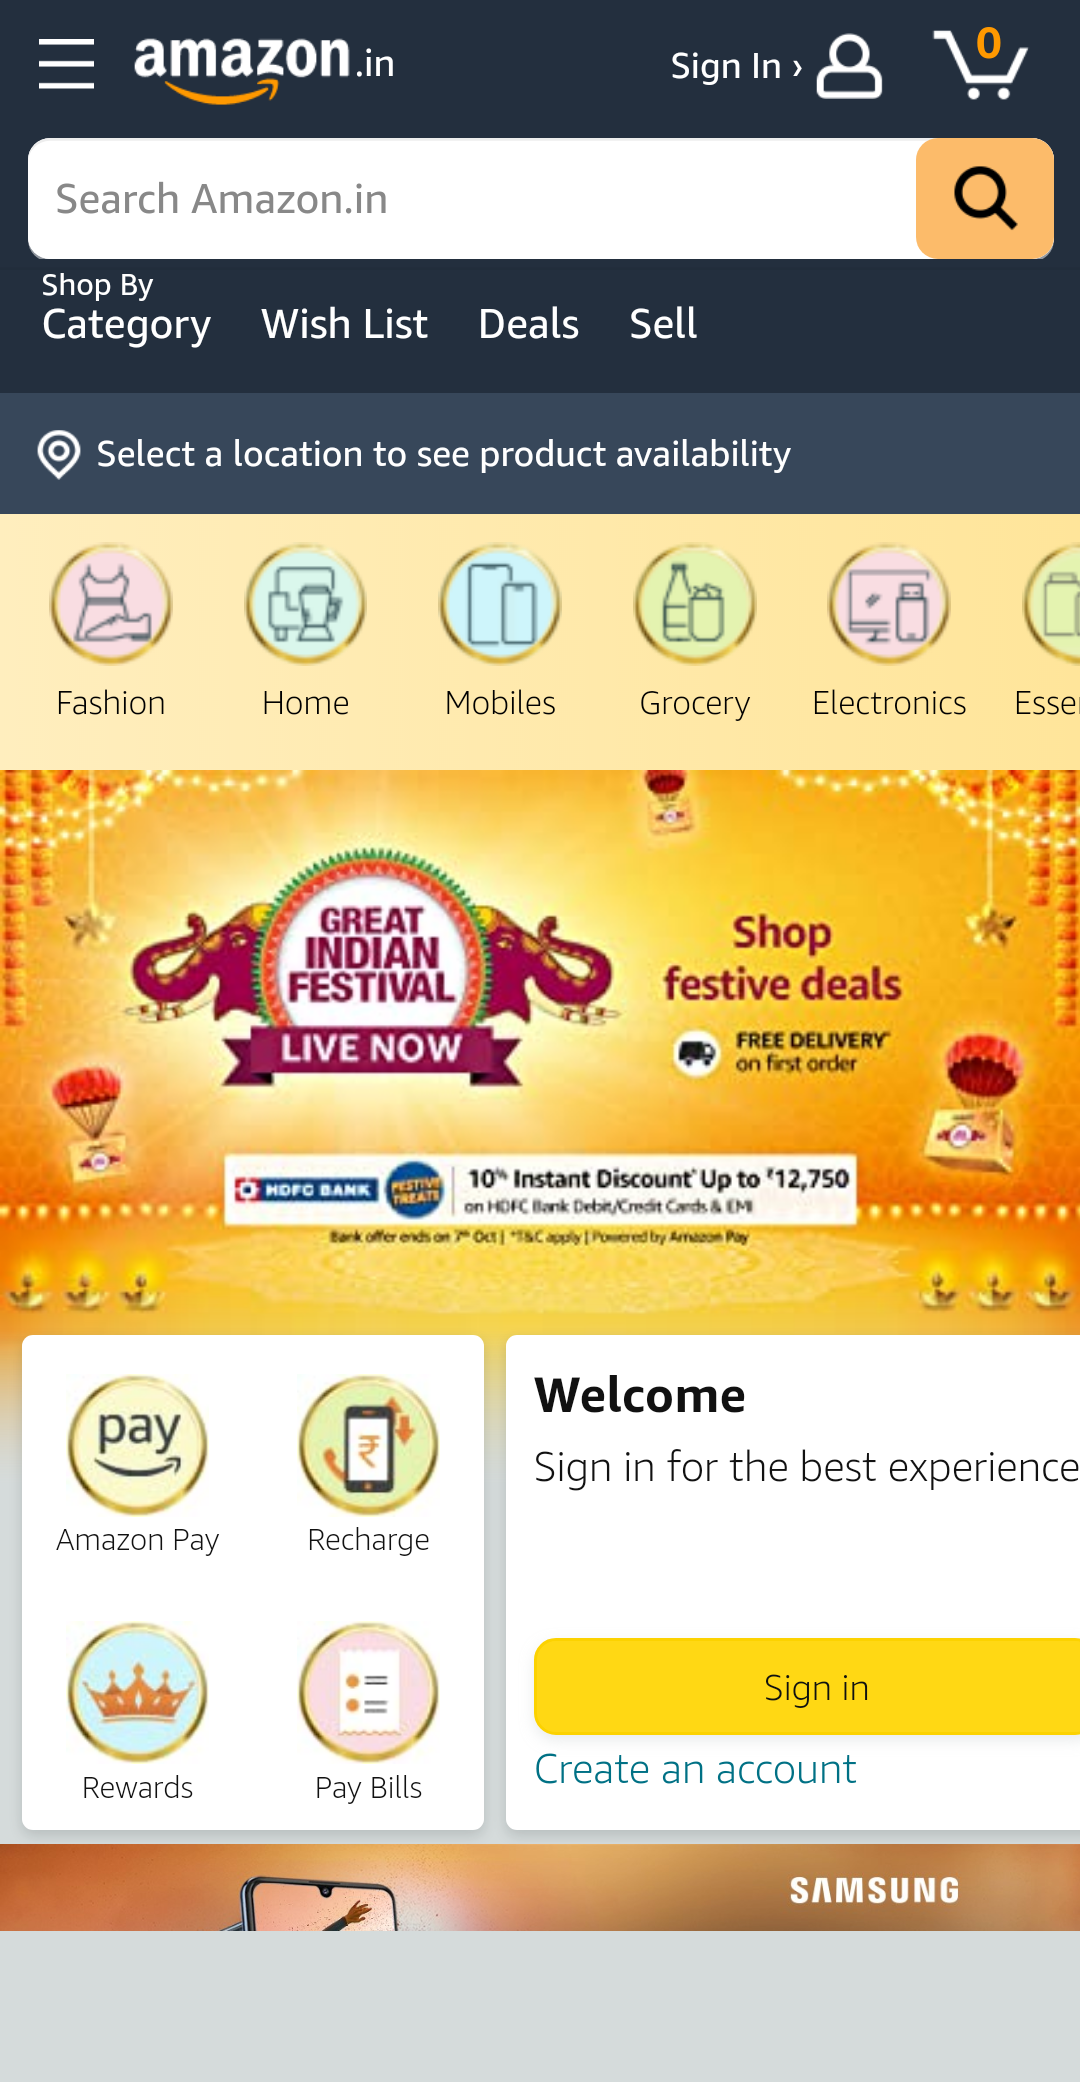 amazon.in
Sign In ›
0
Search Amazon.in
Shop By
Category
Wish List
Deals
Sell
Select a location to see product availability
Fashion
Home
Mobiles
Grocery
Electronics
Esse
GREAT
INDIAN
FESTIVAL
LIVE NOW
Shop
festive deals
FREE DELIVERY*
on first order
HDFC BANK
FESTIVE
TREATS
10% Instant Discount* Up to ₹12,750
on HDFC Bank Debit/Credit Cards & EMI
Bank offer ends on 7th Oct | *T&C apply | Powered by Amazon Pay
pay
Amazon Pay
₹
Recharge
Rewards
Pay Bills
Welcome
Sign in for the best experience
Sign in
Create an account
SAMSUNG